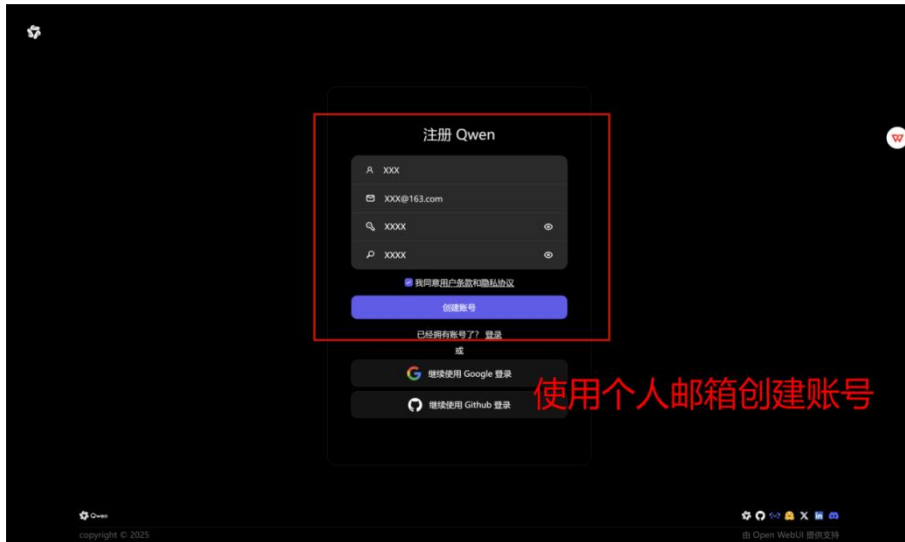 注册 Qwen
XXX
XXX@163.com
XXXX
XXXX
我同意用户条款和隐私协议
创建账号
已经拥有账号了？ 登录
或
继续使用 Google 登录
继续使用 Github 登录
使用个人邮箱创建账号
Qwen
copyright © 2025
由 Open WebUI 提供支持